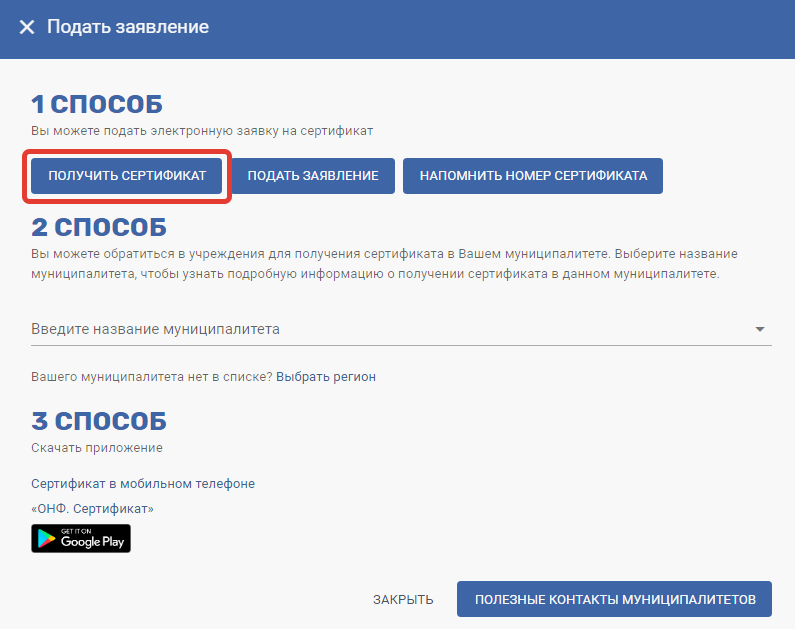 Подать заявление
1 СПОСОБ
Вы можете подать электронную заявку на сертификат
ПОЛУЧИТЬ СЕРТИФИКАТ ПОДАТЬ ЗАЯВЛЕНИЕ НАПОМНИТЬ НОМЕР СЕРТИФИКАТА
2 СПОСОБ
Вы можете обратиться в учреждения для получения сертификата в Вашем муниципалитете. Выберите название
муниципалитета, чтобы узнать подробную информацию о получении сертификата в данном муниципалитете.
Введите название муниципалитета
Вашего муниципалитета нет в списке? Выбрать регион
3 СПОСОБ
Скачать приложение
Сертификат в мобильном телефоне
«ОНФ. Сертификат»
GET IT ON
Google Play
ЗАКРЫТЬ ПОЛЕЗНЫЕ КОНТАКТЫ МУНИЦИПАЛИТЕТОВ